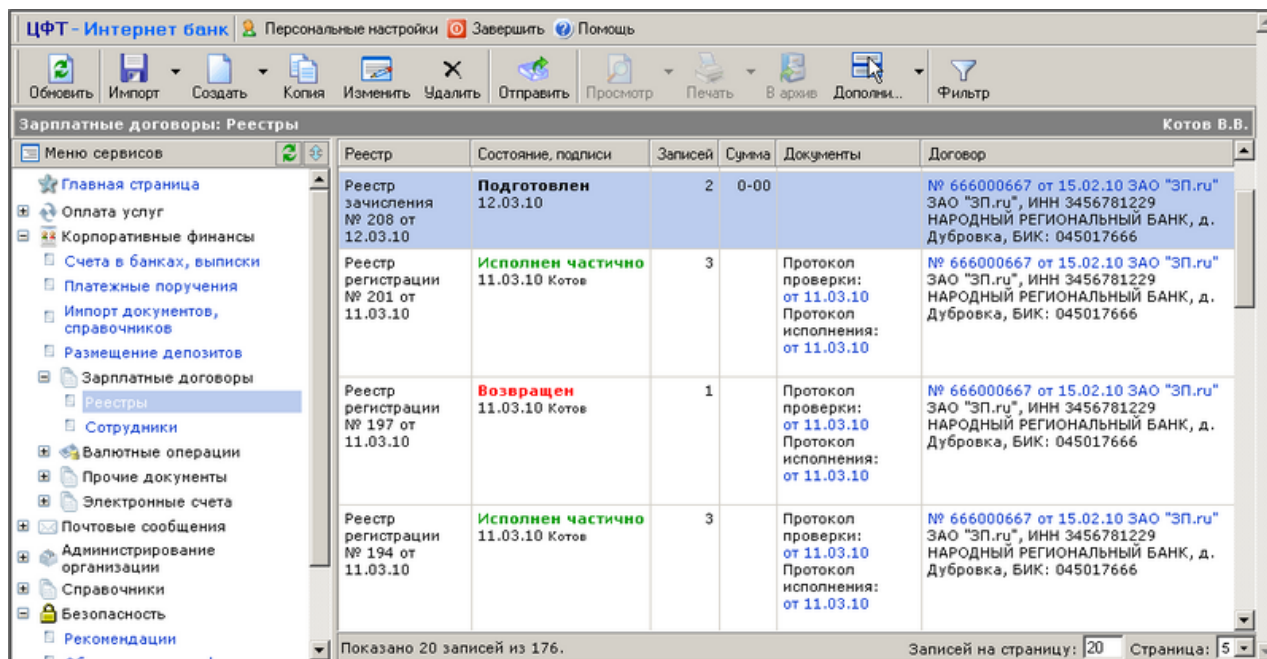 ЦФТ - Интернет банк Персональные настройки Завершить Помощь
Обновить Импорт Создать Копия Изменить Удалить Отправить Просмотр Печать В архив Дополни... Фильтр
Зарплатные договоры: Реестры Котов В.В.
Меню сервисов
Главная страница
Оплата услуг
Корпоративные финансы
Счета в банках, выписки
Платежные поручения
Импорт документов,
справочников
Размещение депозитов
Зарплатные договоры
Реестры
Сотрудники
Валютные операции
Прочие документы
Электронные счета
Почтовые сообщения
Администрирование
организации
Справочники
Безопасность
Рекомендации
Реестр Состояние, подписи Записей Сумма Документы Договор
Реестр Подготовлен 2 0-00 № 666000667 от 15.02.10 ЗАО "ЗП.ru"
зачисления 12.03.10 ЗАО "ЗП.ru", ИНН 3456781229
№ 208 от НАРОДНЫЙ РЕГИОНАЛЬНЫЙ БАНК, д.
12.03.10 Дубровка, БИК: 045017666
Реестр Исполнен частично 3 Протокол № 666000667 от 15.02.10 ЗАО "ЗП.ru"
регистрации 11.03.10 Котов проверки: ЗАО "ЗП.ru", ИНН 3456781229
№ 201 от от 11.03.10 НАРОДНЫЙ РЕГИОНАЛЬНЫЙ БАНК, д.
11.03.10 Протокол Дубровка, БИК: 045017666
исполнения:
от 11.03.10
Реестр Возвращен 1 Протокол № 666000667 от 15.02.10 ЗАО "ЗП.ru"
регистрации 11.03.10 Котов проверки: ЗАО "ЗП.ru", ИНН 3456781229
№ 197 от от 11.03.10 НАРОДНЫЙ РЕГИОНАЛЬНЫЙ БАНК, д.
11.03.10 Протокол Дубровка, БИК: 045017666
исполнения:
от 11.03.10
Реестр Исполнен частично 3 Протокол № 666000667 от 15.02.10 ЗАО "ЗП.ru"
регистрации 11.03.10 Котов проверки: ЗАО "ЗП.ru", ИНН 3456781229
№ 194 от от 11.03.10 НАРОДНЫЙ РЕГИОНАЛЬНЫЙ БАНК, д.
11.03.10 Протокол Дубровка, БИК: 045017666
исполнения:
от 11.03.10
Показано 20 записей из 176. Записей на страницу: 20 Страница: 5